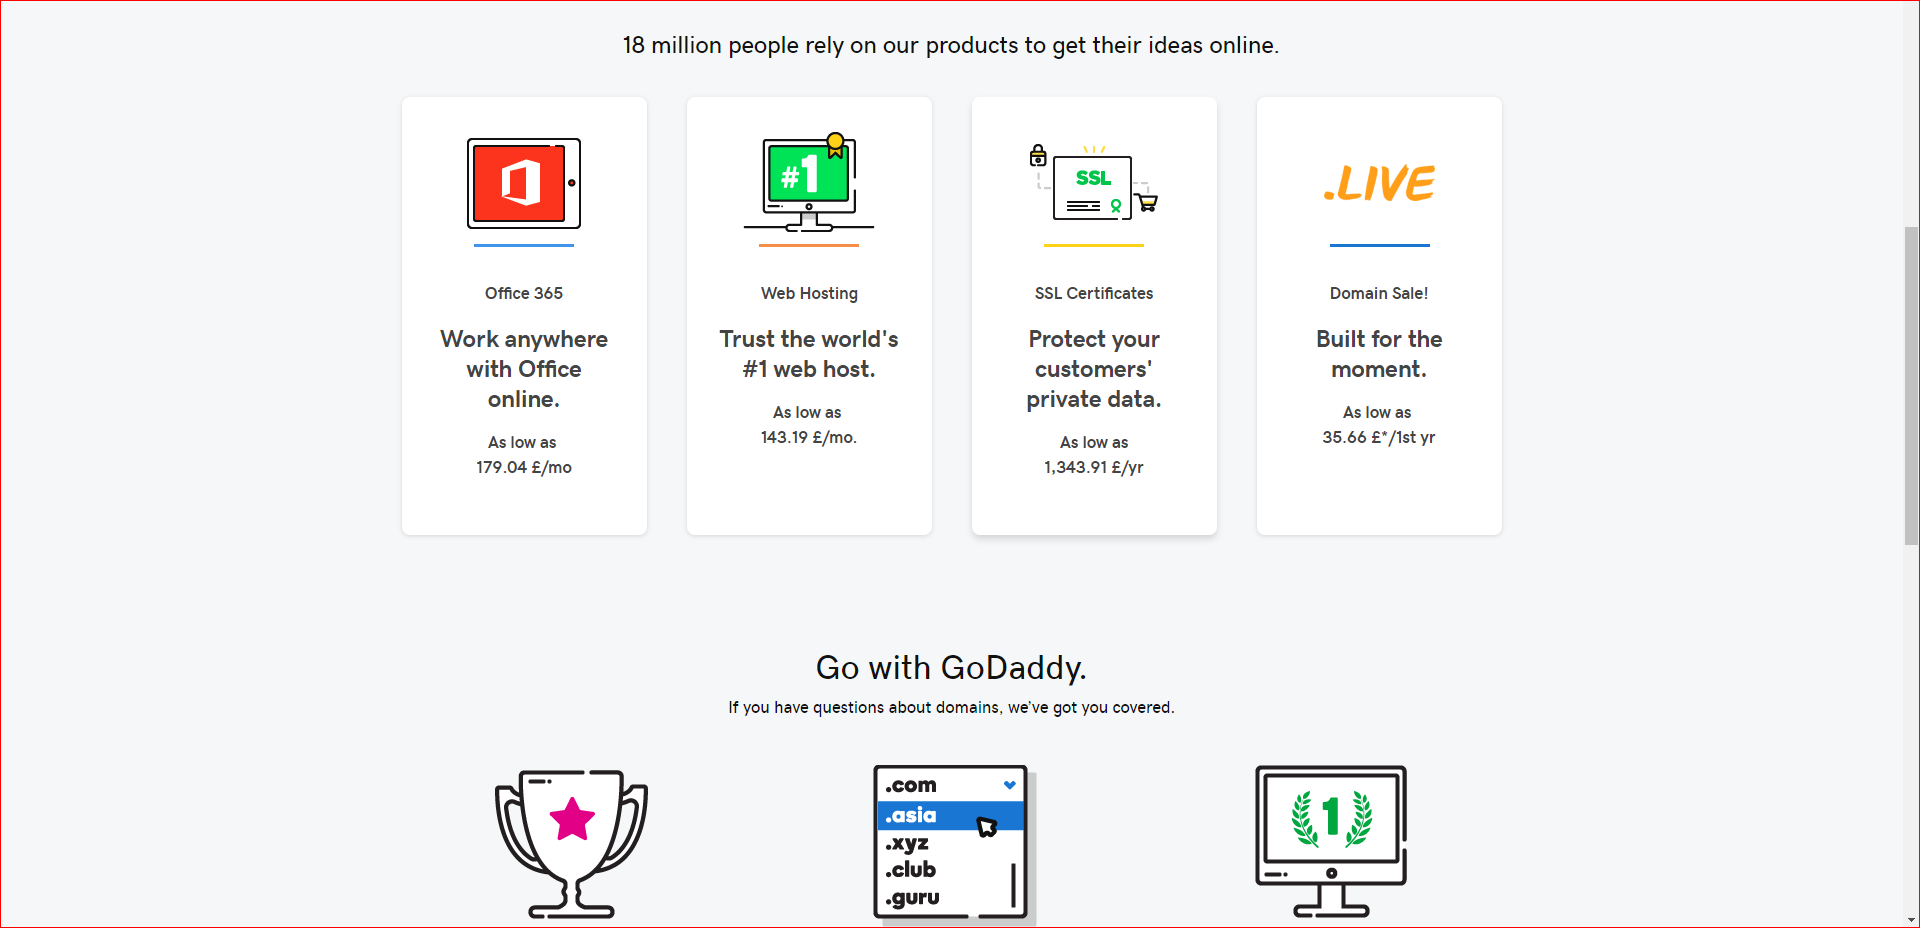 18 million people rely on our products to get their ideas online.
#1
SSL
.LIVE
Office 365
Work anywhere
with Office
online.
As low as
179.04 £/mo
Web Hosting
Trust the world's
#1 web host.
As low as
143.19 £/mo.
SSL Certificates
Protect your
customers'
private data.
As low as
1,343.91 £/yr
Domain Sale!
Built for the
moment.
As low as
35.66 £*/1st yr
Go with GoDaddy.
If you have questions about domains, we’ve got you covered.
.com
.asia
.xyz
.club
.guru
1